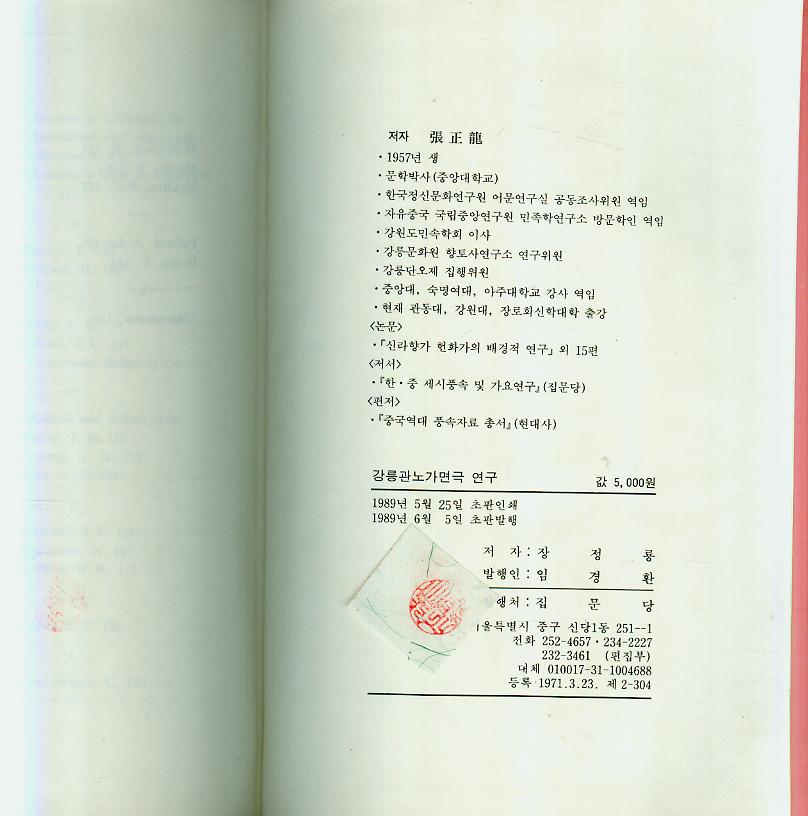 저자 張正龍
· 1957년 생
· 문학박사(중앙대학교)
· 한국정신문화연구원 어문연구실 공동조사위원 역임
· 자유중국 국립중앙연구원 민족학연구소 방문학인 역임
· 강원도민속학회 이사
· 강릉문화원 향토사연구소 연구위원
· 강릉단오제 집행위원
· 중앙대, 숙명여대, 아주대학교 강사 역임
· 현재 관동대, 강원대, 장로회신학대학 출강
〈논문〉
· 「신라향가 헌화가의 배경적 연구」 외 15편
〈저서〉
· 『한·중 세시풍속 및 가요연구』(집문당)
〈편저〉
· 『중국역대 풍속자료 총서』(현대사)
강릉관노가면극 연구 값 5,000원
1989년 5월 25일 초판인쇄
1989년 6월 5일 초판발행
저 자 : 장 정 룡
발행인 : 임 경 환
행처 : 집 문 당
울특별시 중구 신당1동 251--1
전화 252-4657 · 234-2227
232-3461 (편집부)
대체 010017-31-1004688
등록 1971.3.23. 제 2-304